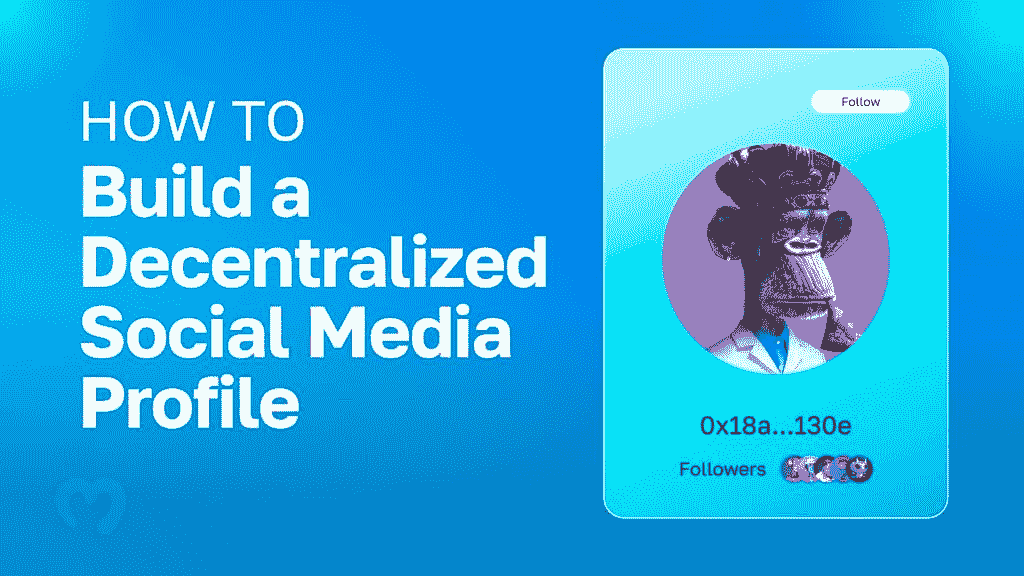 HOW TO
Build a
Decentralized
Social Media
Profile
Follow
0x18a...130e
Followers